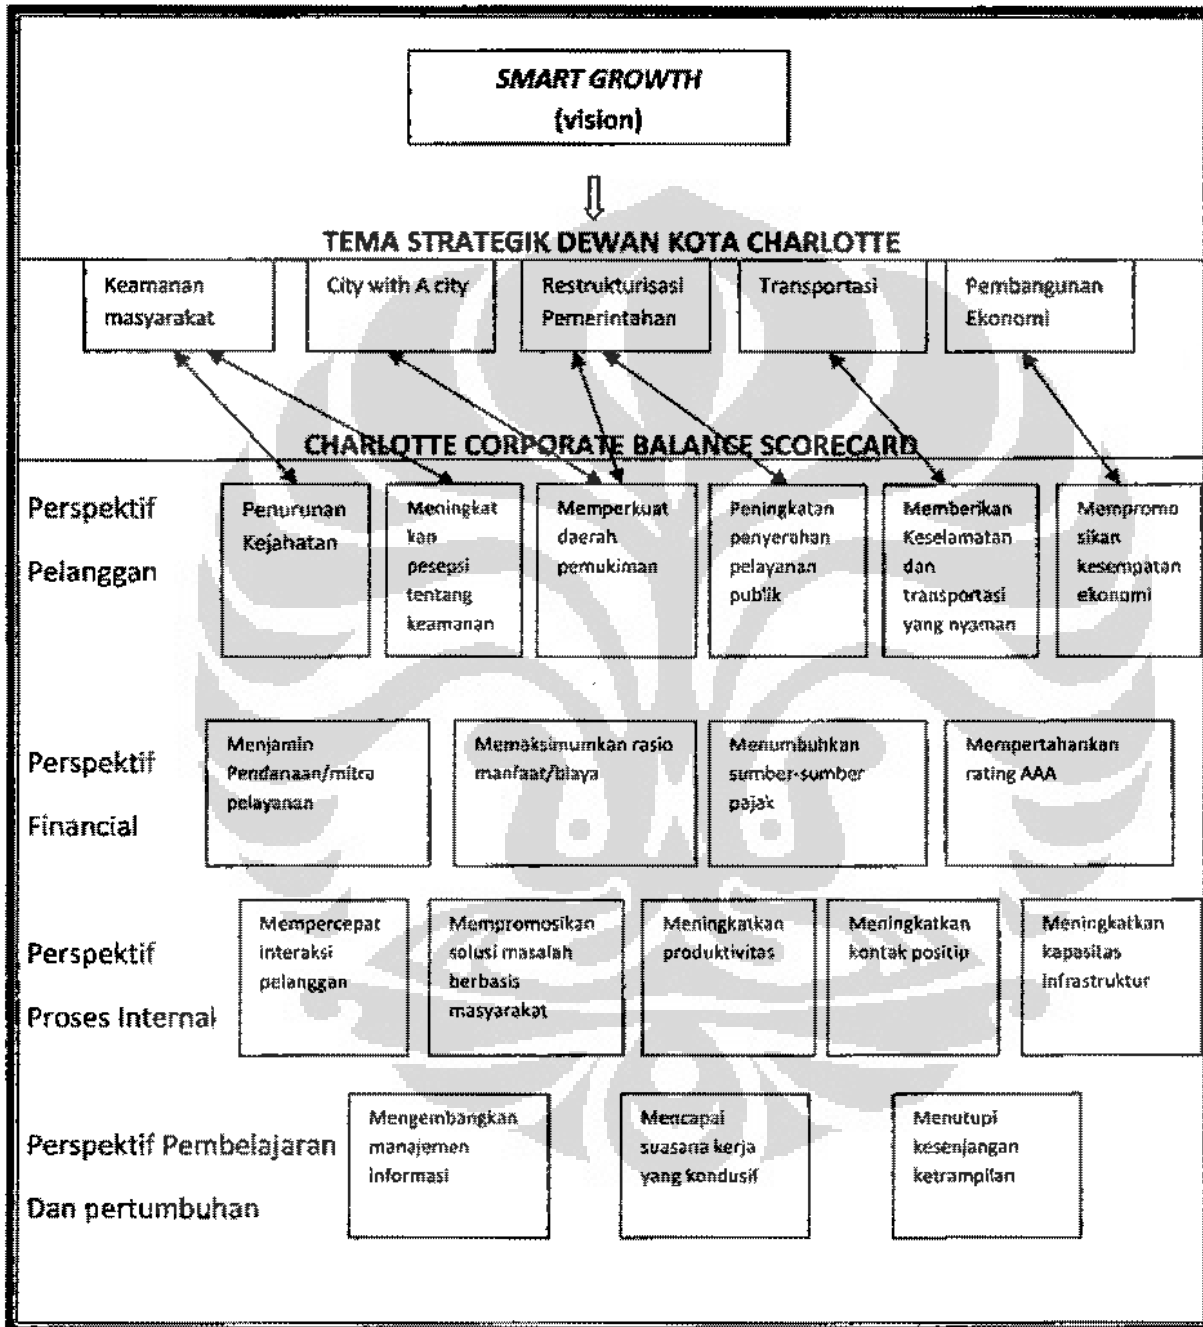 SMART GROWTH
(vision)
TEMA STRATEGIK DEWAN KOTA CHARLOTTE
Keamanan
masyarakat
City with A city
Restrukturisasi
Pemerintahan
Transportasi
Pembangunan
Ekonomi
CHARLOTTE CORPORATE BALANCE SCORECARD
Perspektif
Pelanggan
Penurunan
Kejahatan
Meningkat
kan
pesepsi
tentang
keamanan
Memperkuat
daerah
pemukiman
Peningkatan
penyerahan
pelayanan
publik
Memberikan
Keselamatan
dan
transportasi
yang nyaman
Mempromo
sikan
kesempatan
ekonomi
Perspektif
Financial
Menjamin
Pendanaan/mitra
pelayanan
Memaksimumkan rasio
manfaat/biaya
Menumbuhkan
sumber-sumber
pajak
Mempertahankan
rating AAA
Perspektif
Proses Internal
Mempercepat
interaksi
pelanggan
Mempromosikan
solusi masalah
berbasis
masyarakat
Meningkatkan
produktivitas
Meningkatkan
kontak positip
Meningkatkan
kapasitas
infrastruktur
Perspektif Pembelajaran
Dan pertumbuhan
Mengembangkan
manajemen
informasi
Mencapai
suasana kerja
yang kondusif
Menutupi
kesenjangan
ketrampilan